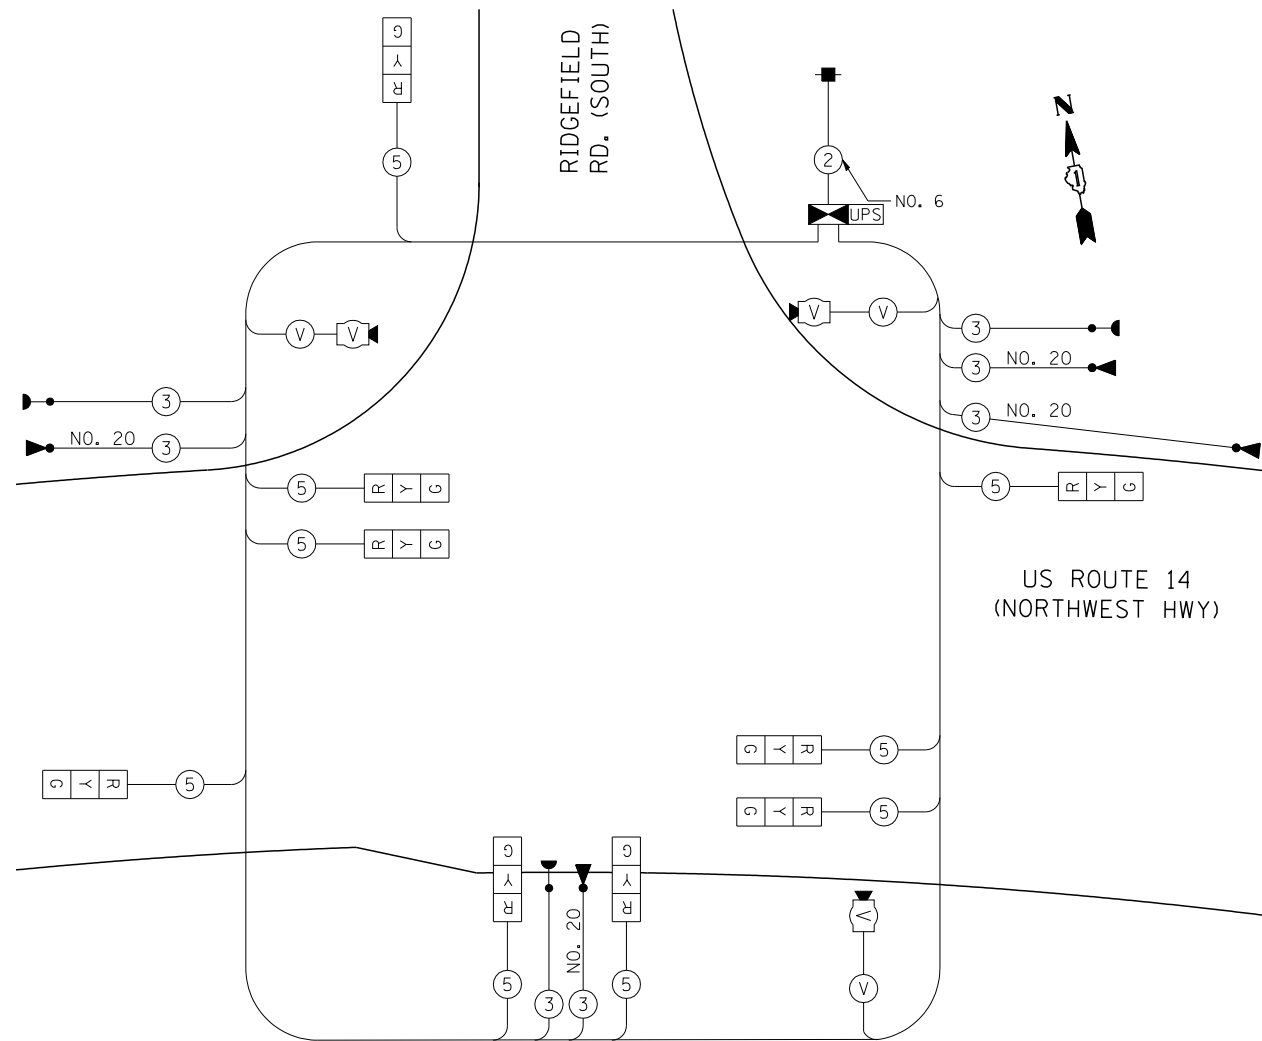 G
Y
R
5
RIDGEFIELD
RD. (SOUTH)
2
NO. 6
UPS
N
1
V V
V V
3
3 NO. 20
3 NO. 20
3
NO. 20 3
5 R Y G
5 R Y G
5 R Y G
US ROUTE 14
(NORTHWEST HWY)
G Y R 5
G Y R 5
G Y R 5
G
Y
R
5
3
NO. 20
3
G
Y
R
5
V
V